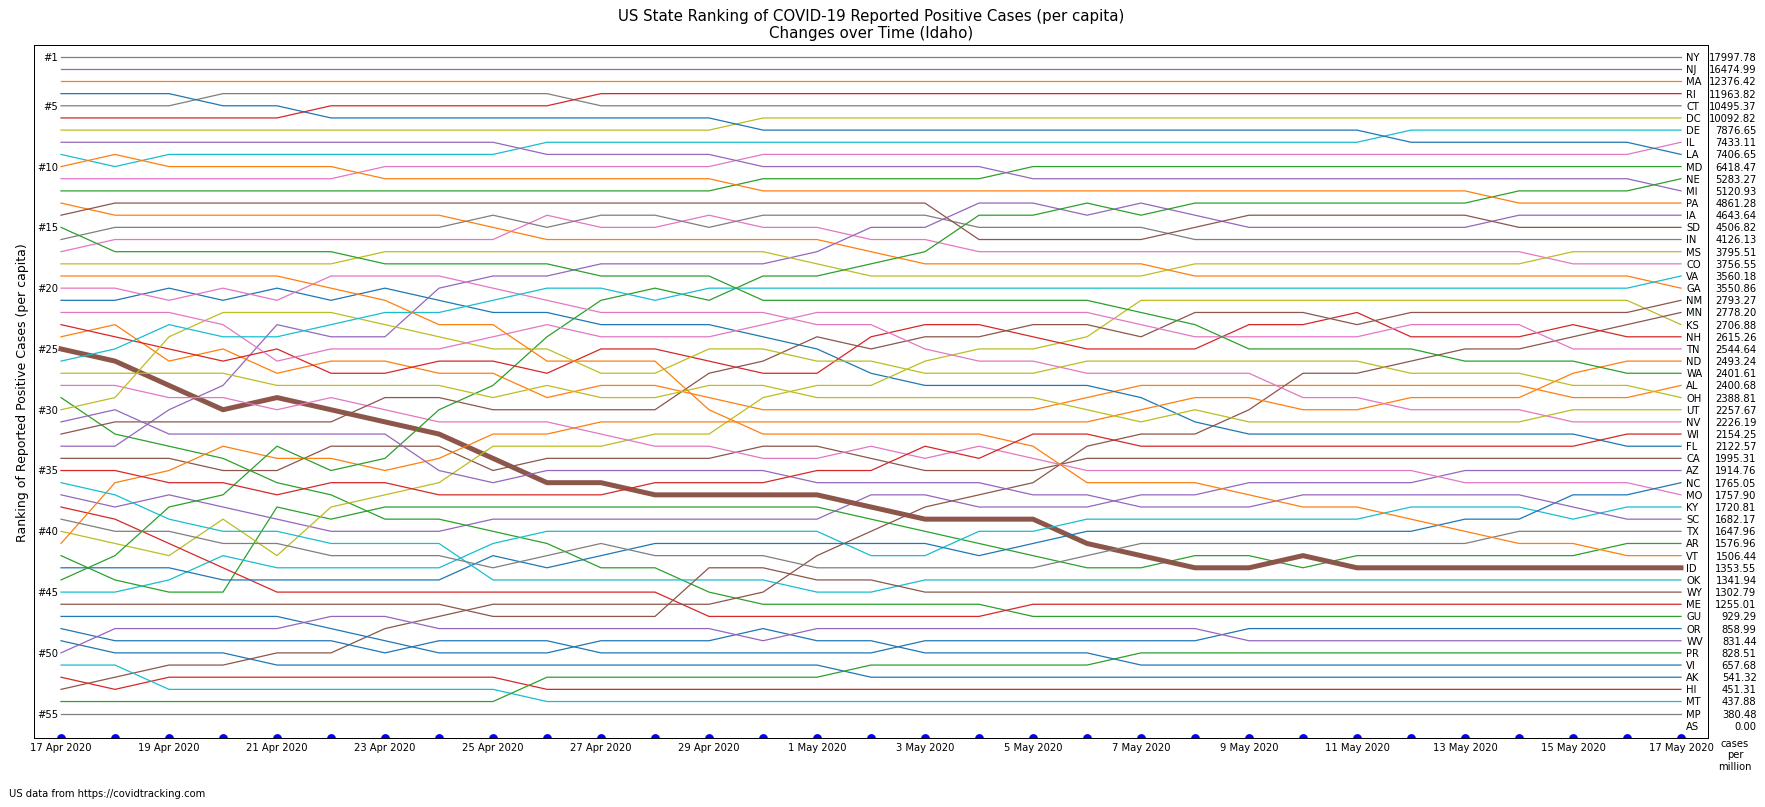 US State Ranking of COVID-19 Reported Positive Cases (per capita)
Changes over Time (Idaho)
Ranking of Reported Positive Cases (per capita)
#1
#5
#10
#15
#20
#25
#30
#35
#40
#45
#50
#55
NY 17997.78
NJ 16474.99
MA 12376.42
RI 11963.82
CT 10495.37
DC 10092.82
DE 7876.65
IL 7433.11
LA 7406.65
MD 6418.47
NE 5283.27
MI 5120.93
PA 4861.28
IA 4643.64
SD 4506.82
IN 4126.13
MS 3795.51
CO 3756.55
VA 3560.18
GA 3550.86
NM 2793.27
MN 2778.20
KS 2706.88
NH 2615.26
TN 2544.64
ND 2493.24
WA 2401.61
AL 2400.68
OH 2388.81
UT 2257.67
NV 2226.19
WI 2154.25
FL 2122.57
CA 1995.31
AZ 1914.76
NC 1765.05
MO 1757.90
KY 1720.81
SC 1682.17
TX 1647.96
AR 1576.96
VT 1506.44
ID 1353.55
OK 1341.94
WY 1302.79
ME 1255.01
GU 929.29
OR 858.99
WV 831.44
PR 828.51
VI 657.68
AK 541.32
HI 451.31
MT 437.88
MP 380.48
AS 0.00
17 Apr 2020
19 Apr 2020
21 Apr 2020
23 Apr 2020
25 Apr 2020
27 Apr 2020
29 Apr 2020
1 May 2020
3 May 2020
5 May 2020
7 May 2020
9 May 2020
11 May 2020
13 May 2020
15 May 2020
17 May 2020
cases
per
million
US data from https://covidtracking.com